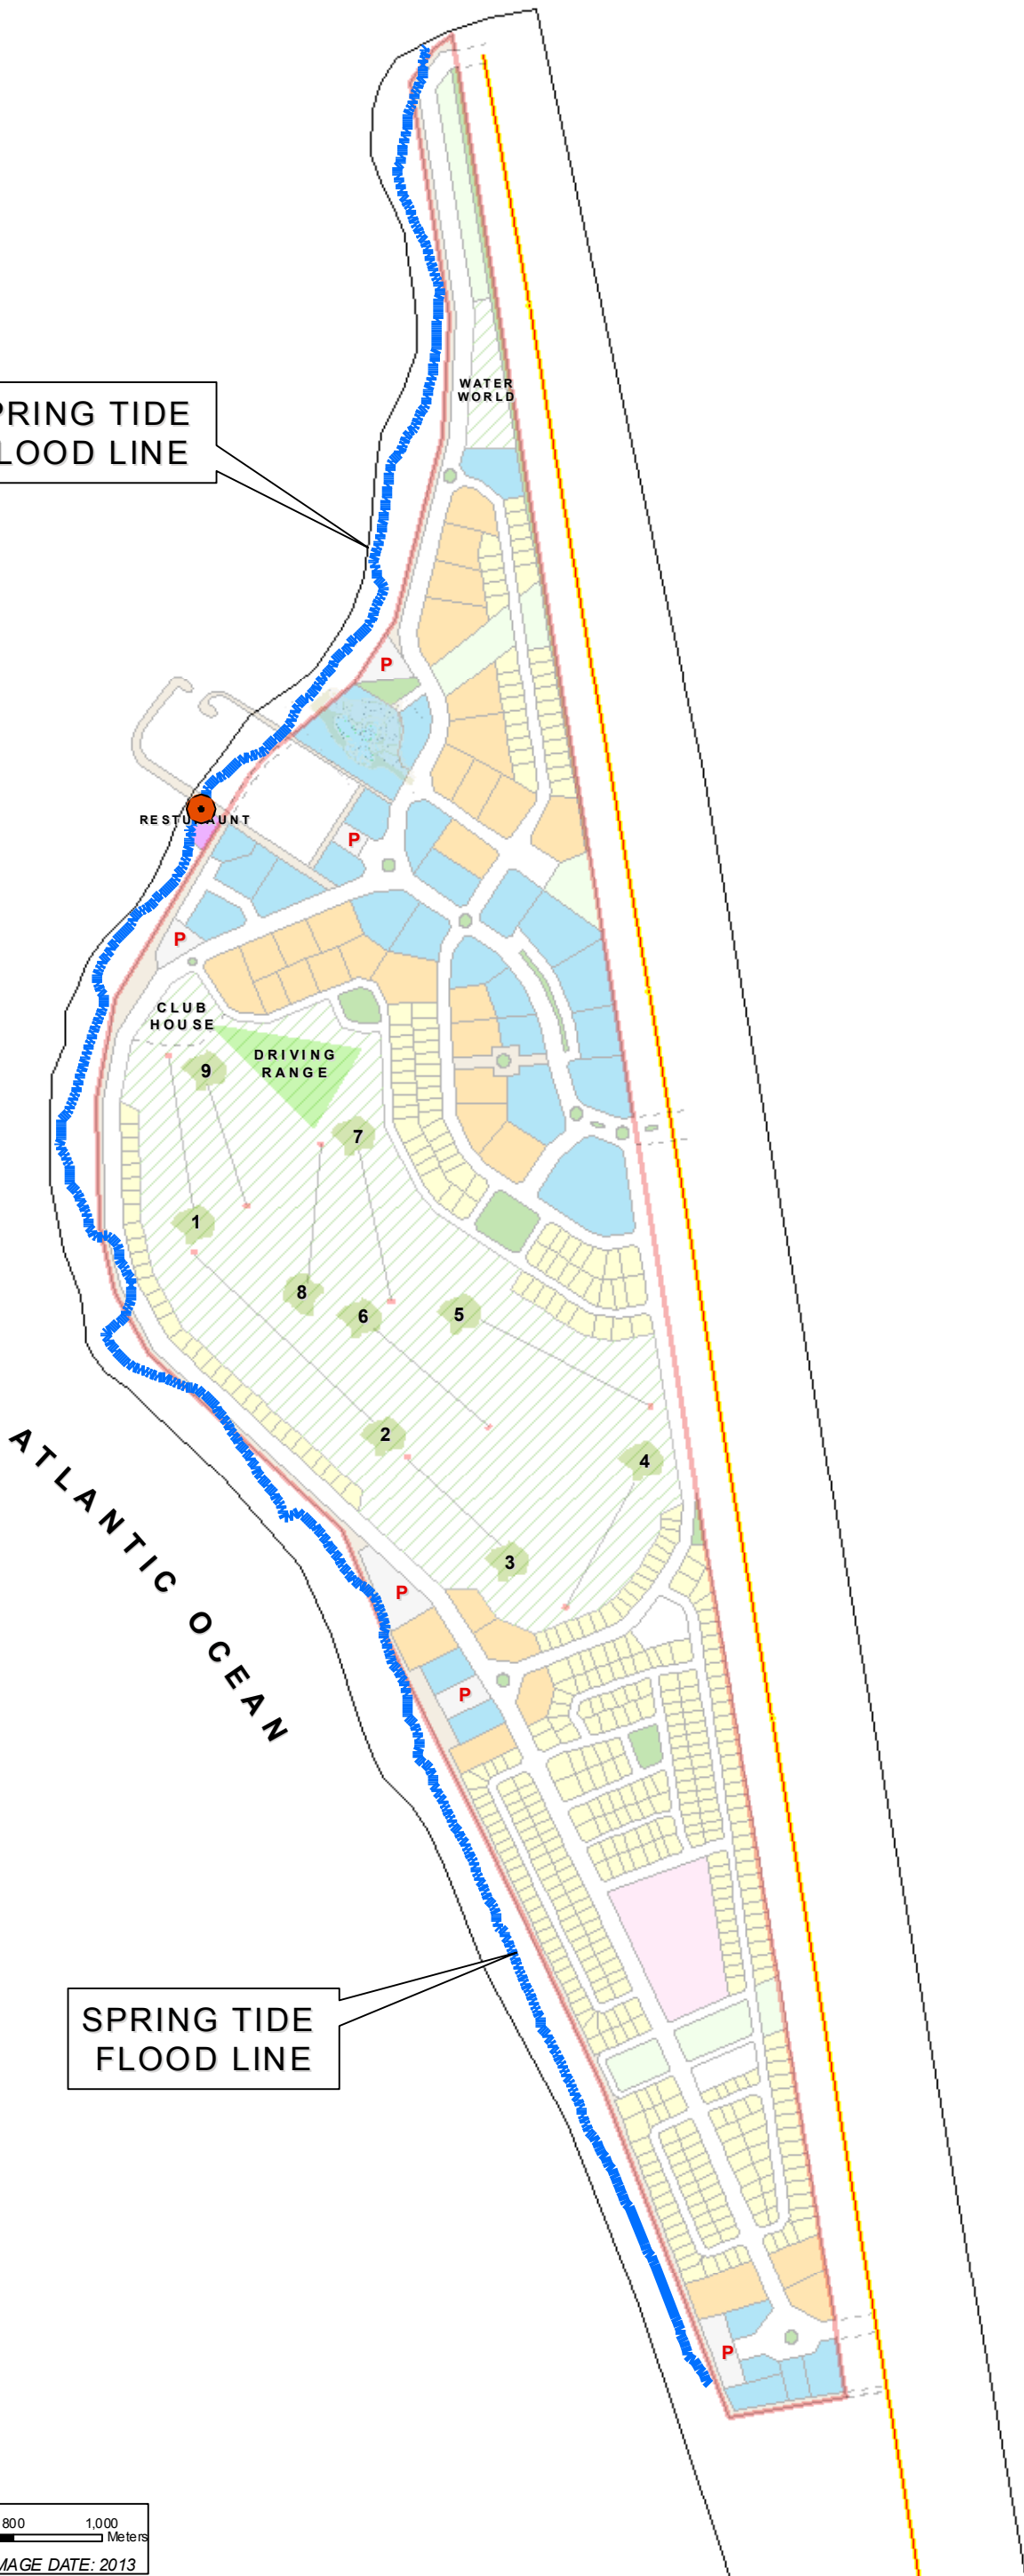 WATER
WORLD
PRING TIDE
LOOD LINE
P
RESTURAUNT
P
P
CLUB
HOUSE
DRIVING
RANGE
9
7
1
8
6
5
2
4
3
ATLANTIC OCEAN
P
P
SPRING TIDE
FLOOD LINE
P
800 1,000
Meters
MAGE DATE: 2013